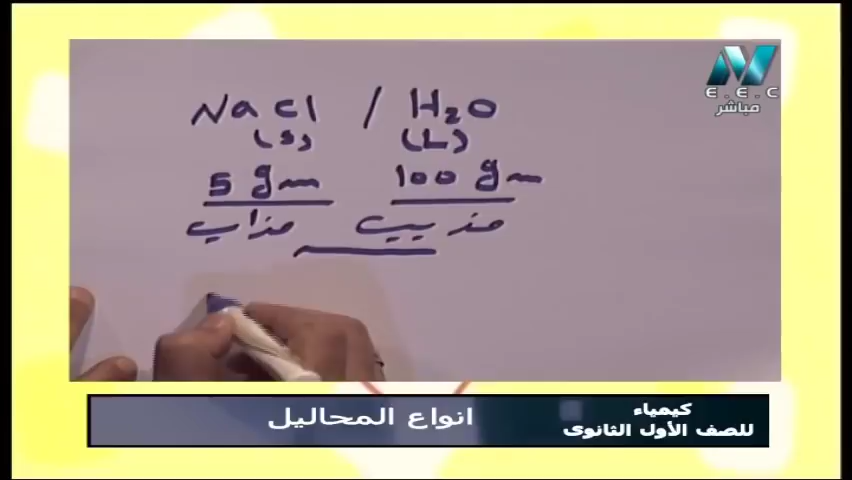 NaCl / H₂O
(s) (L)
5 gm 100 gm
مذاب مذيب
E.E.C
مباشر
انواع المحاليل
كيمياء
للصف الأول الثانوى